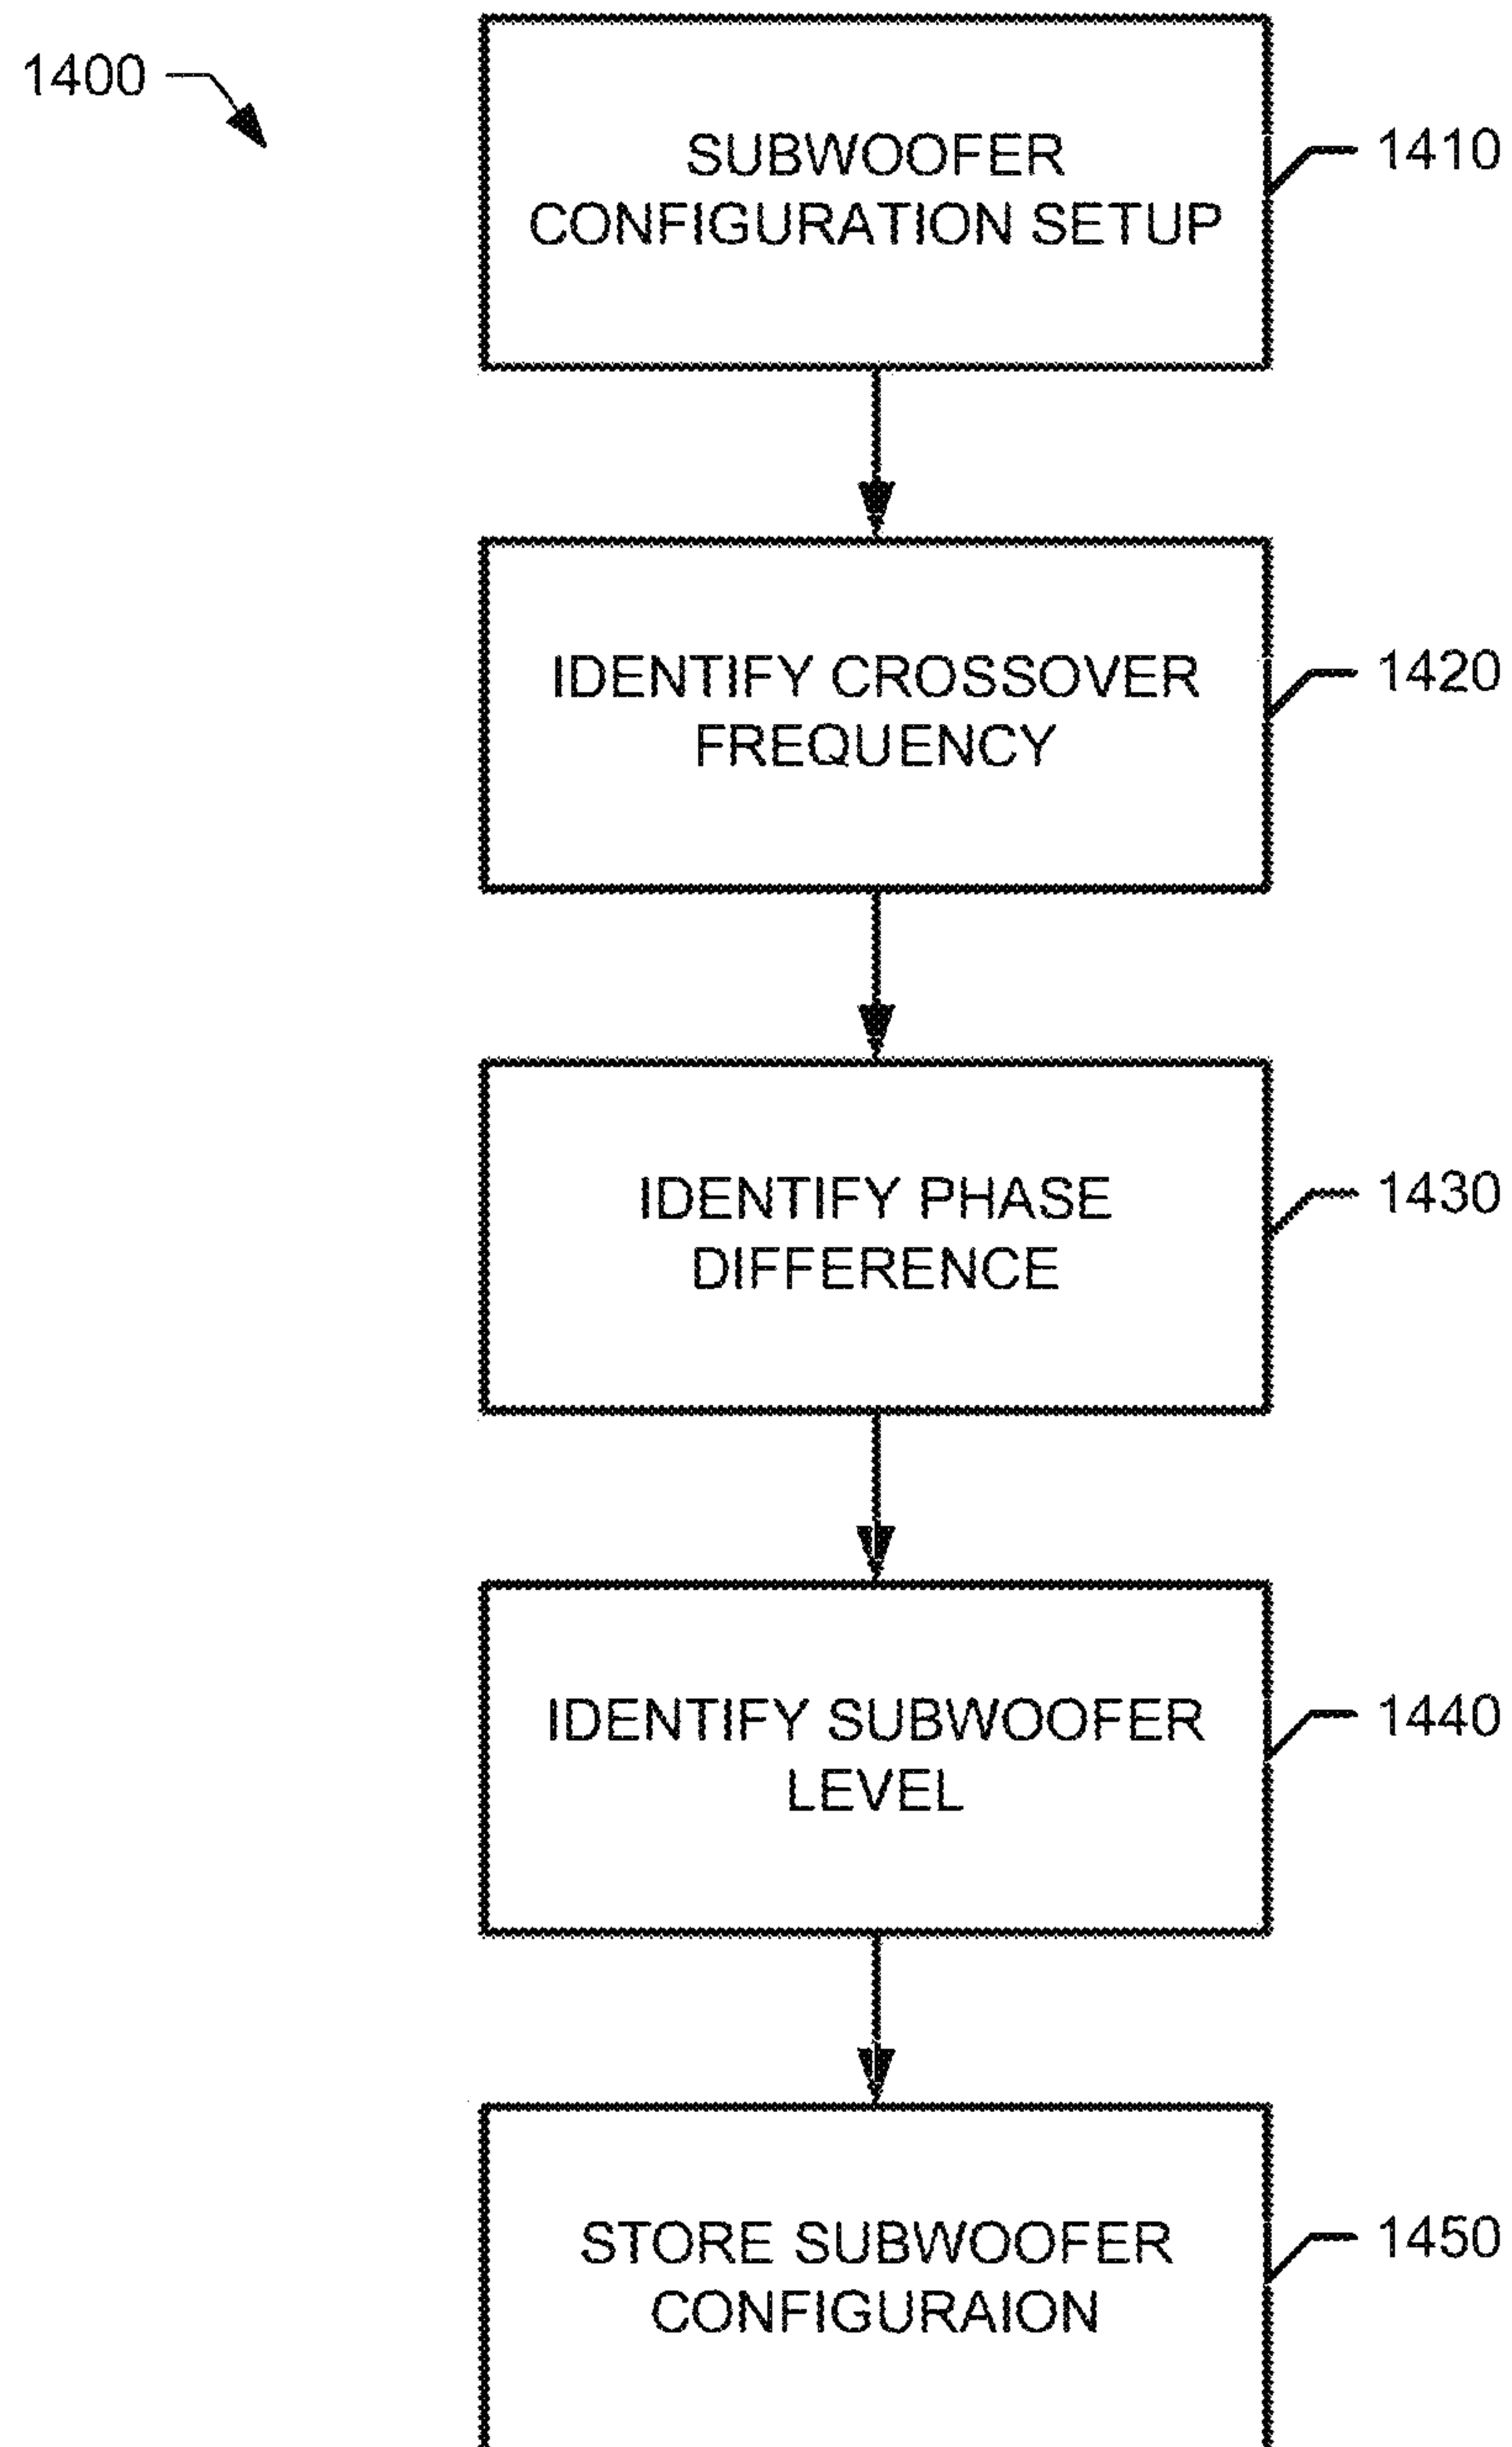 1400
SUBWOOFER
CONFIGURATION SETUP
1410
IDENTIFY CROSSOVER
FREQUENCY
1420
IDENTIFY PHASE
DIFFERENCE
1430
IDENTIFY SUBWOOFER
LEVEL
1440
STORE SUBWOOFER
CONFIGURAION
1450